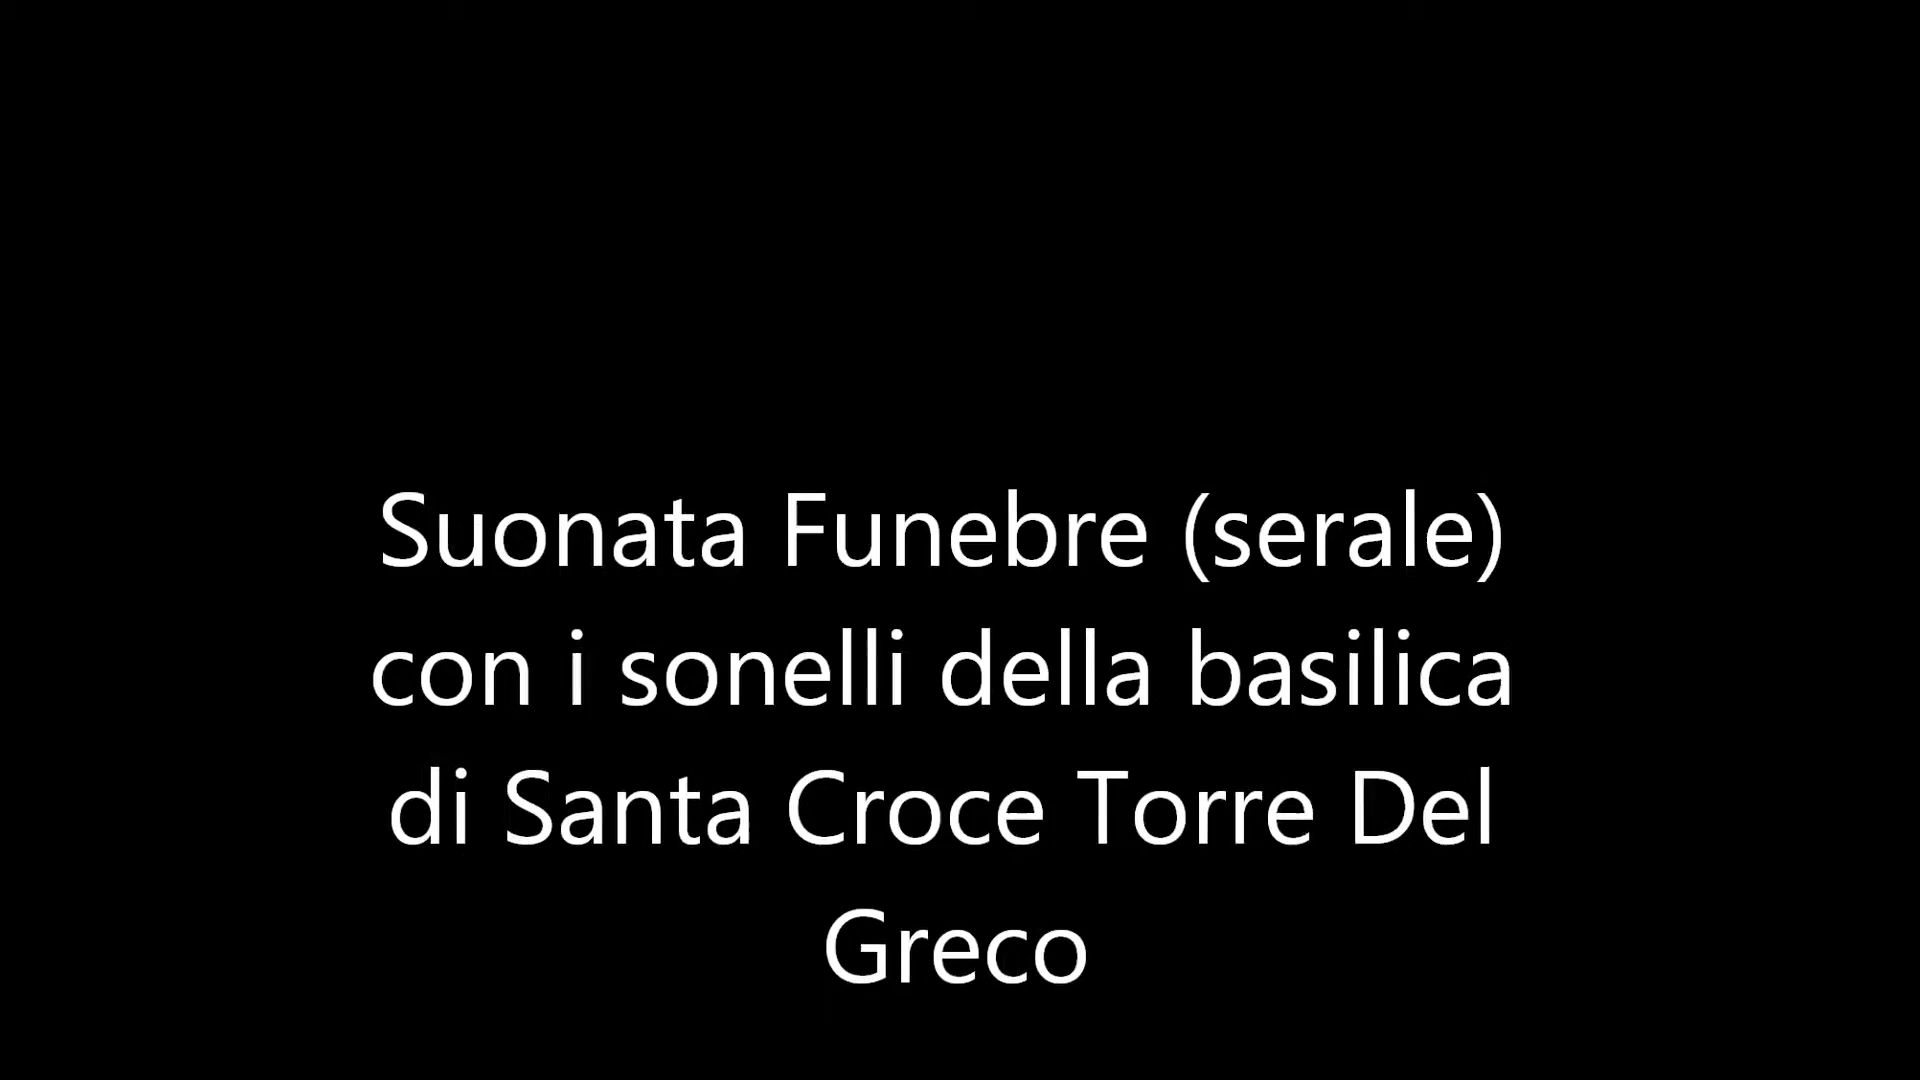 Suonata Funebre (serale)
con i sonelli della basilica
di Santa Croce Torre Del
Greco